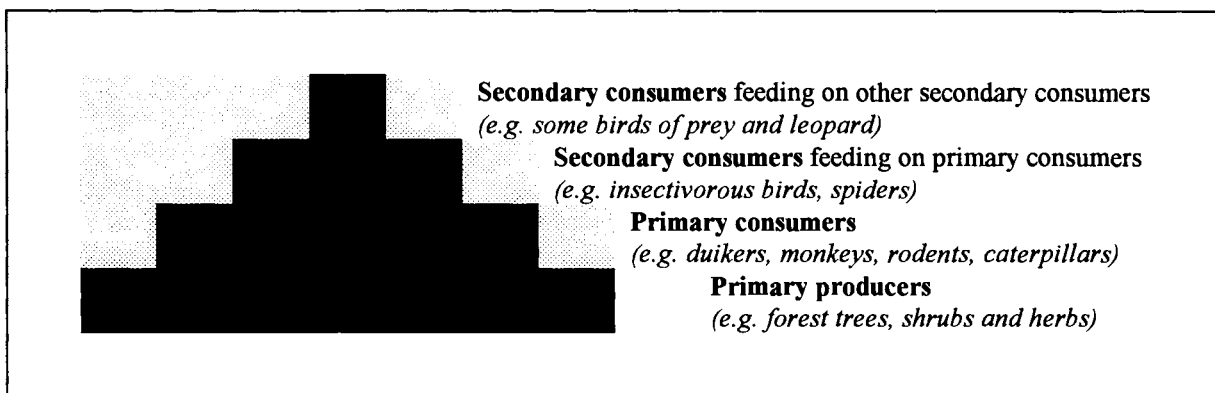 Secondary consumers feeding on other secondary consumers
(e.g. some birds of prey and leopard)
Secondary consumers feeding on primary consumers
(e.g. insectivorous birds, spiders)
Primary consumers
(e.g. duikers, monkeys, rodents, caterpillars)
Primary producers
(e.g. forest trees, shrubs and herbs)